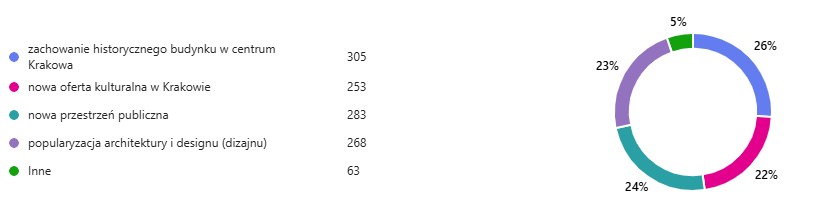 zachowanie historycznego budynku w centrum
Krakowa 305
nowa oferta kulturalna w Krakowie 253
nowa przestrzeń publiczna 283
popularyzacja architektury i designu (dizajnu) 268
Inne 63
5%
26%
23%
22%
24%